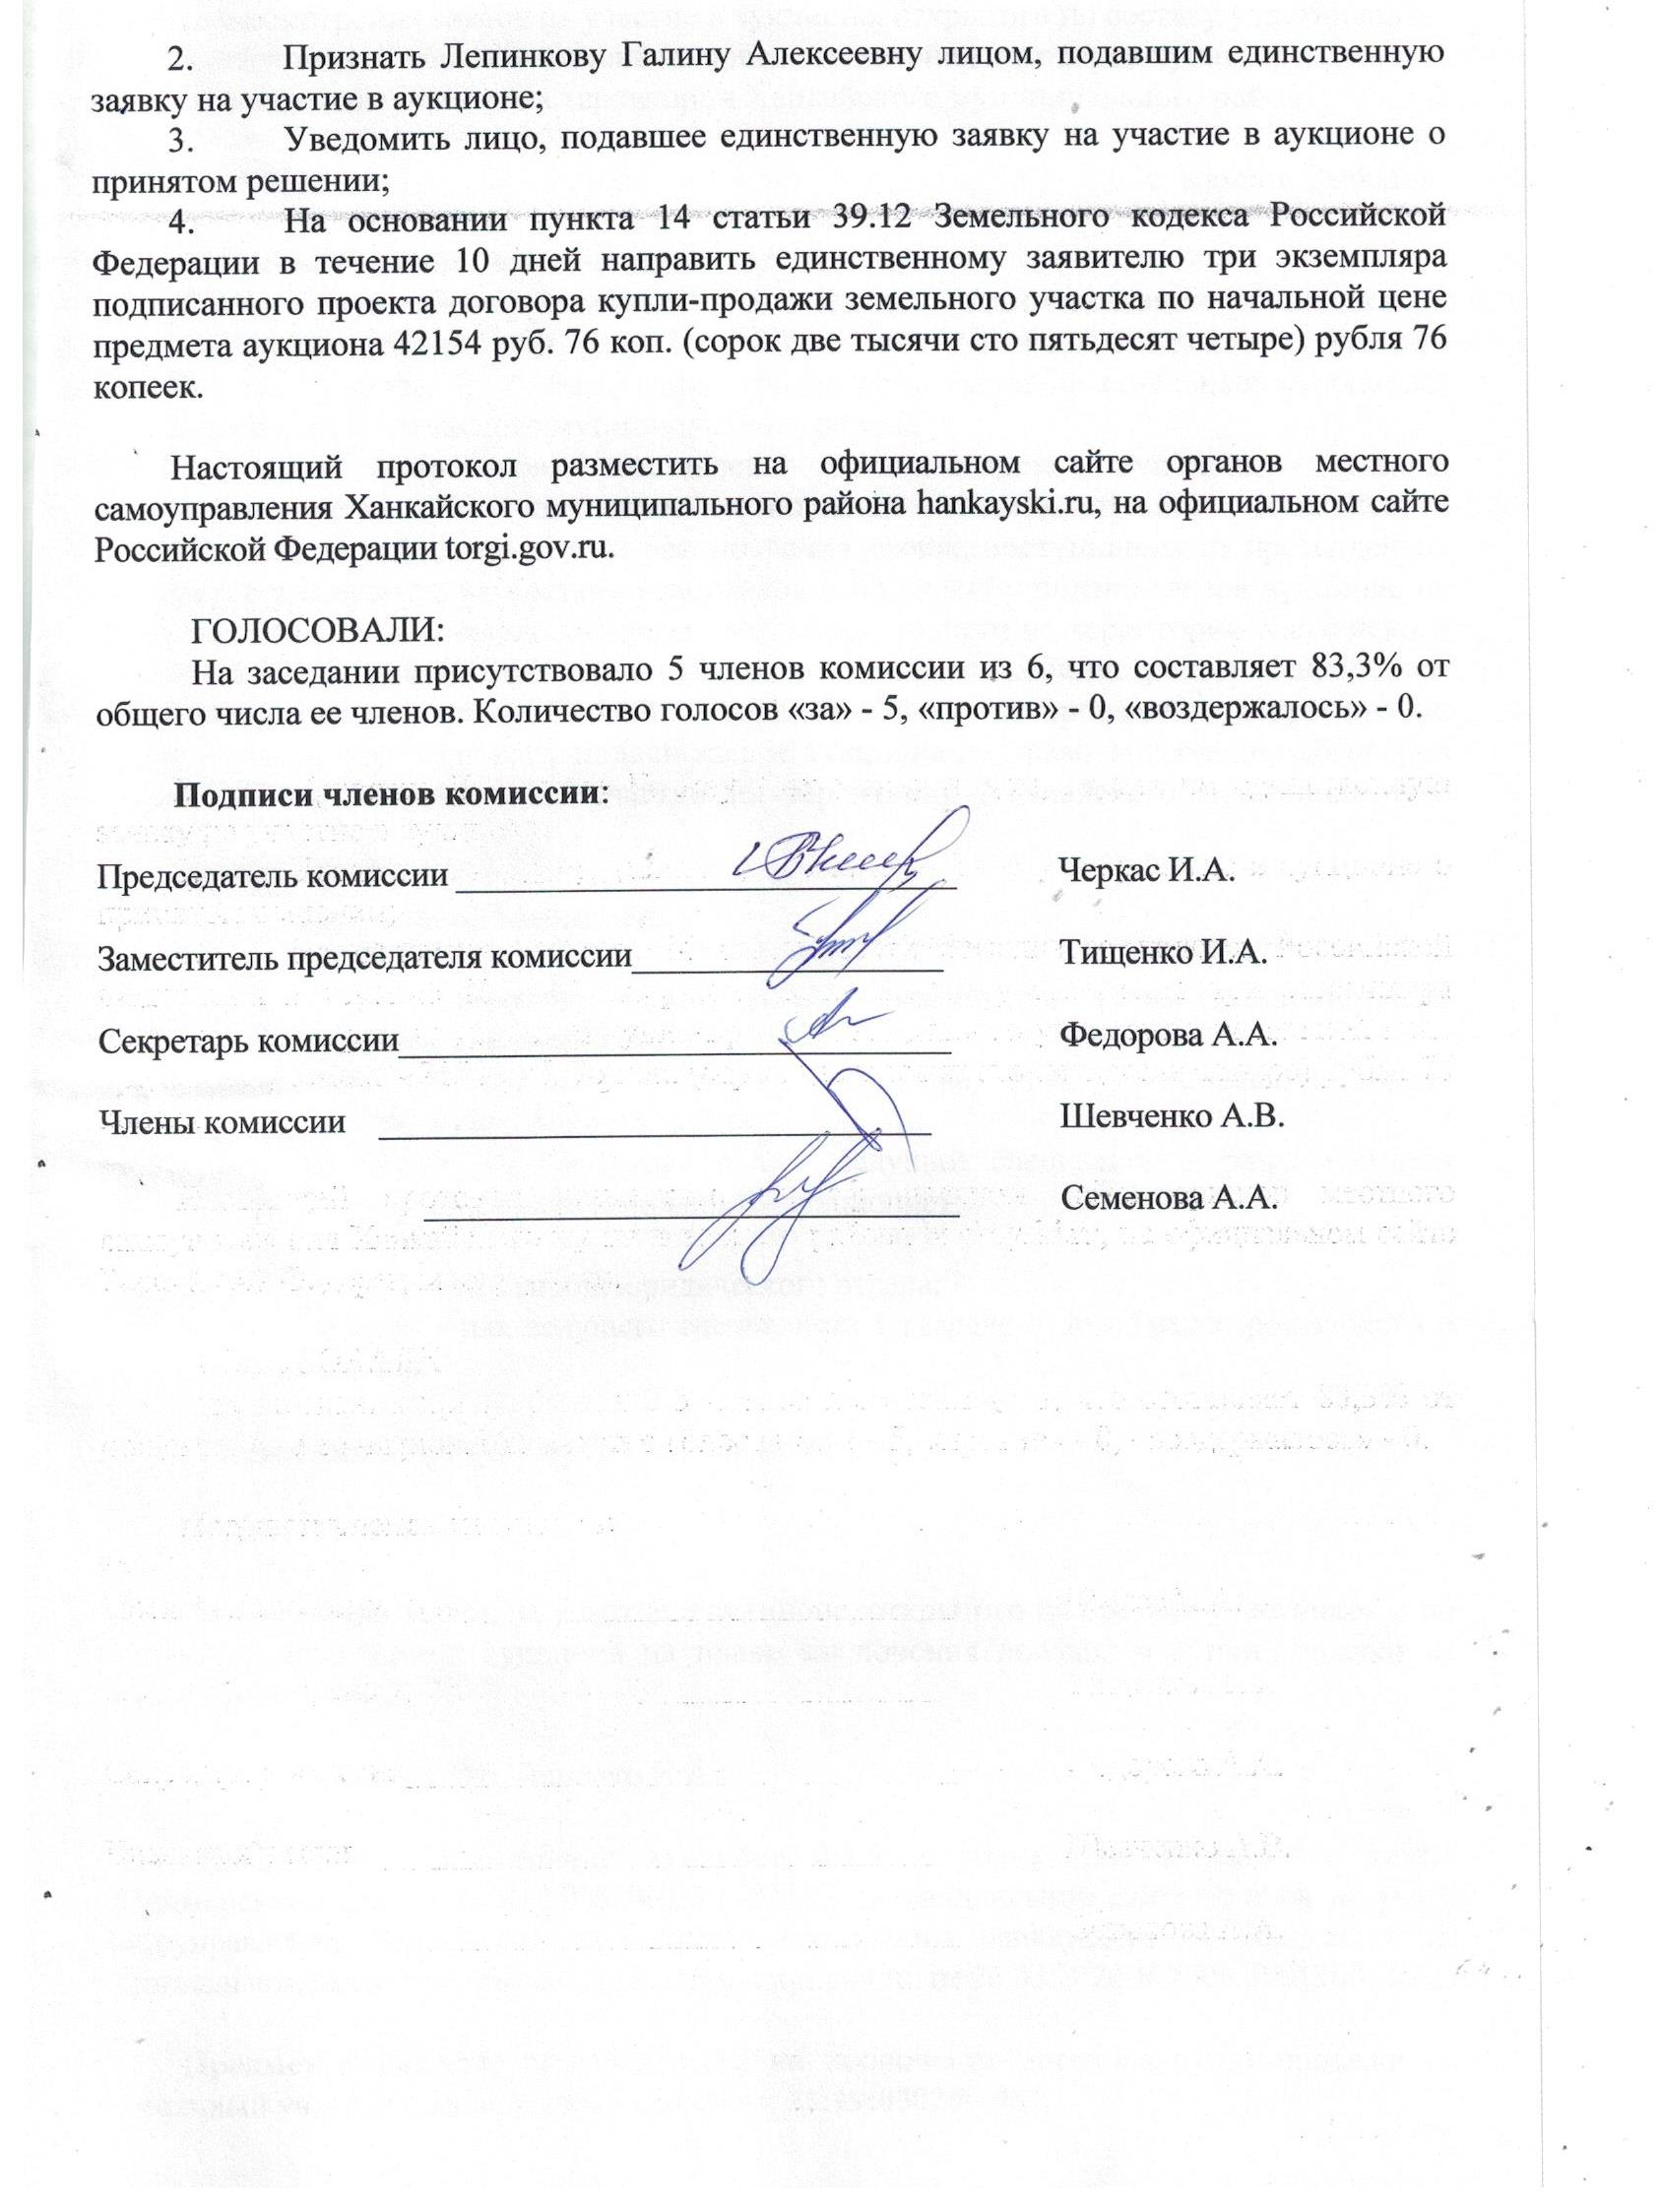 2. Признать Лепинкову Галину Алексеевну лицом, подавшим единственную
заявку на участие в аукционе;
3. Уведомить лицо, подавшее единственную заявку на участие в аукционе о
принятом решении;
4. На основании пункта 14 статьи 39.12 Земельного кодекса Российской
Федерации в течение 10 дней направить единственному заявителю три экземпляра
подписанного проекта договора купли-продажи земельного участка по начальной цене
предмета аукциона 42154 руб. 76 коп. (сорок две тысячи сто пятьдесят четыре) рубля 76
копеек.
Настоящий протокол разместить на официальном сайте органов местного
самоуправления Ханкайского муниципального района hankayski.ru, на официальном сайте
Российской Федерации torgi.gov.ru.
ГОЛОСОВАЛИ:
На заседании присутствовало 5 членов комиссии из 6, что составляет 83,3% от
общего числа ее членов. Количество голосов «за» - 5, «против» - 0, «воздержалось» - 0.
Подписи членов комиссии:
Председатель комиссии Черкас И.А.
Заместитель председателя комиссии Тищенко И.А.
Секретарь комиссии Федорова А.А.
Члены комиссии Шевченко А.В.
Семенова А.А.